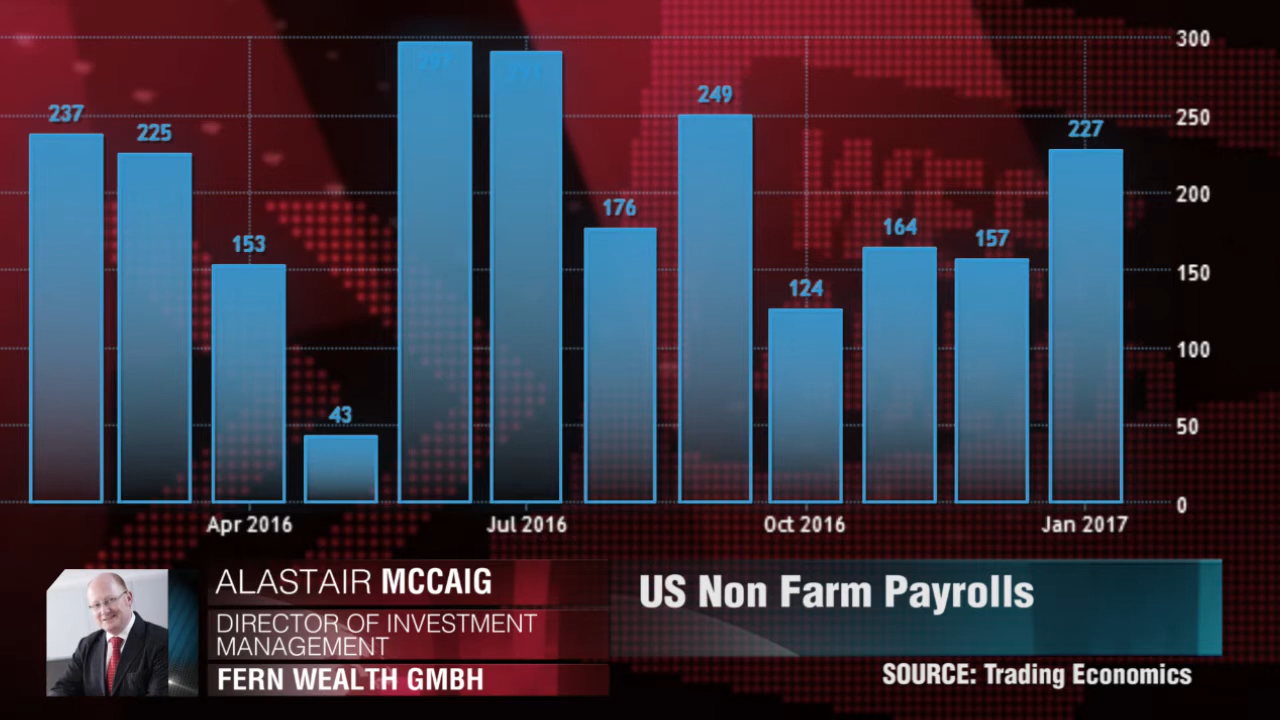 237
225
153
43
297
291
176
249
124
164
157
227
300
250
200
150
100
50
0
Apr 2016
Jul 2016
Oct 2016
Jan 2017
ALASTAIR MCCAIG
DIRECTOR OF INVESTMENT
MANAGEMENT
FERN WEALTH GMBH
US Non Farm Payrolls
SOURCE: Trading Economics